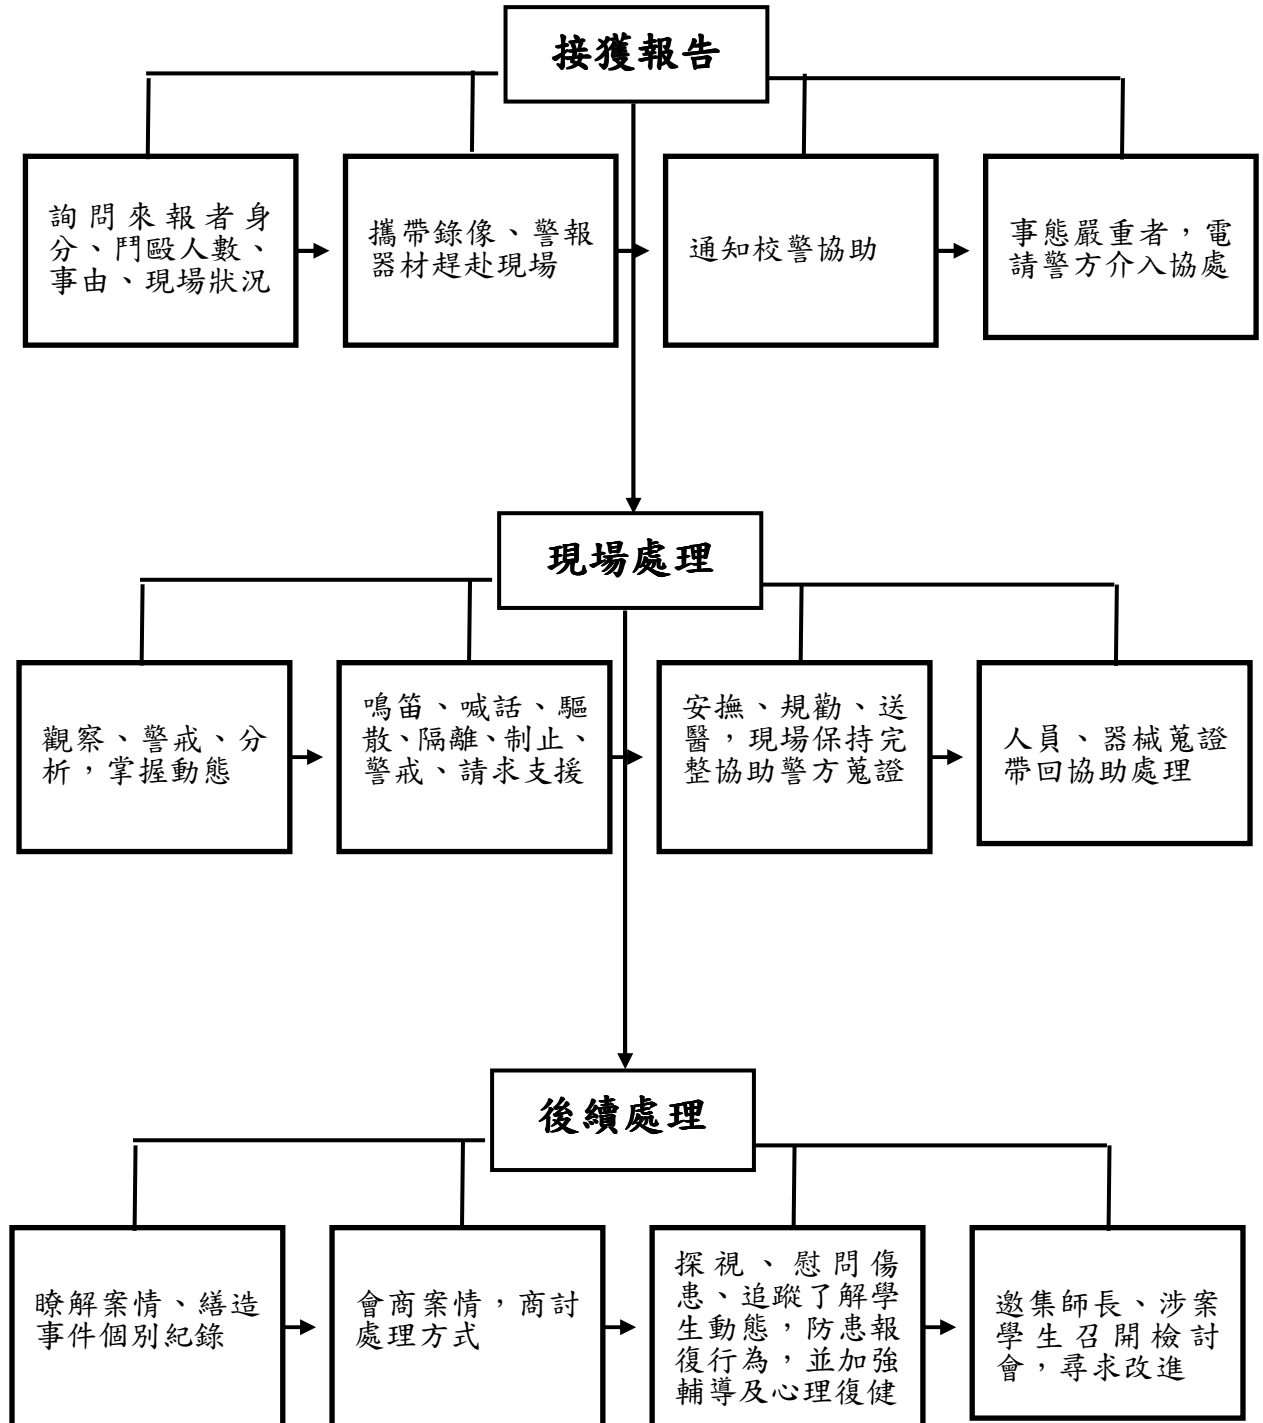 接獲報告
詢問來報者身
分、鬥毆人數、
事由、現場狀況
攜帶錄像、警報
器材趕赴現場
通知校警協助
事態嚴重者，電
請警方介入協處
現場處理
觀察、警戒、分
析，掌握動態
鳴笛、喊話、驅
散、隔離、制止、
警戒、請求支援
安撫、規勸、送
醫，現場保持完
整協助警方蒐證
人員、器械蒐證
帶回協助處理
後續處理
瞭解案情、繕造
事件個別紀錄
會商案情，商討
處理方式
探視、慰問傷
患、追蹤了解學
生動態，防患報
復行為，並加強
輔導及心理復健
邀集師長、涉案
學生召開檢討
會，尋求改進